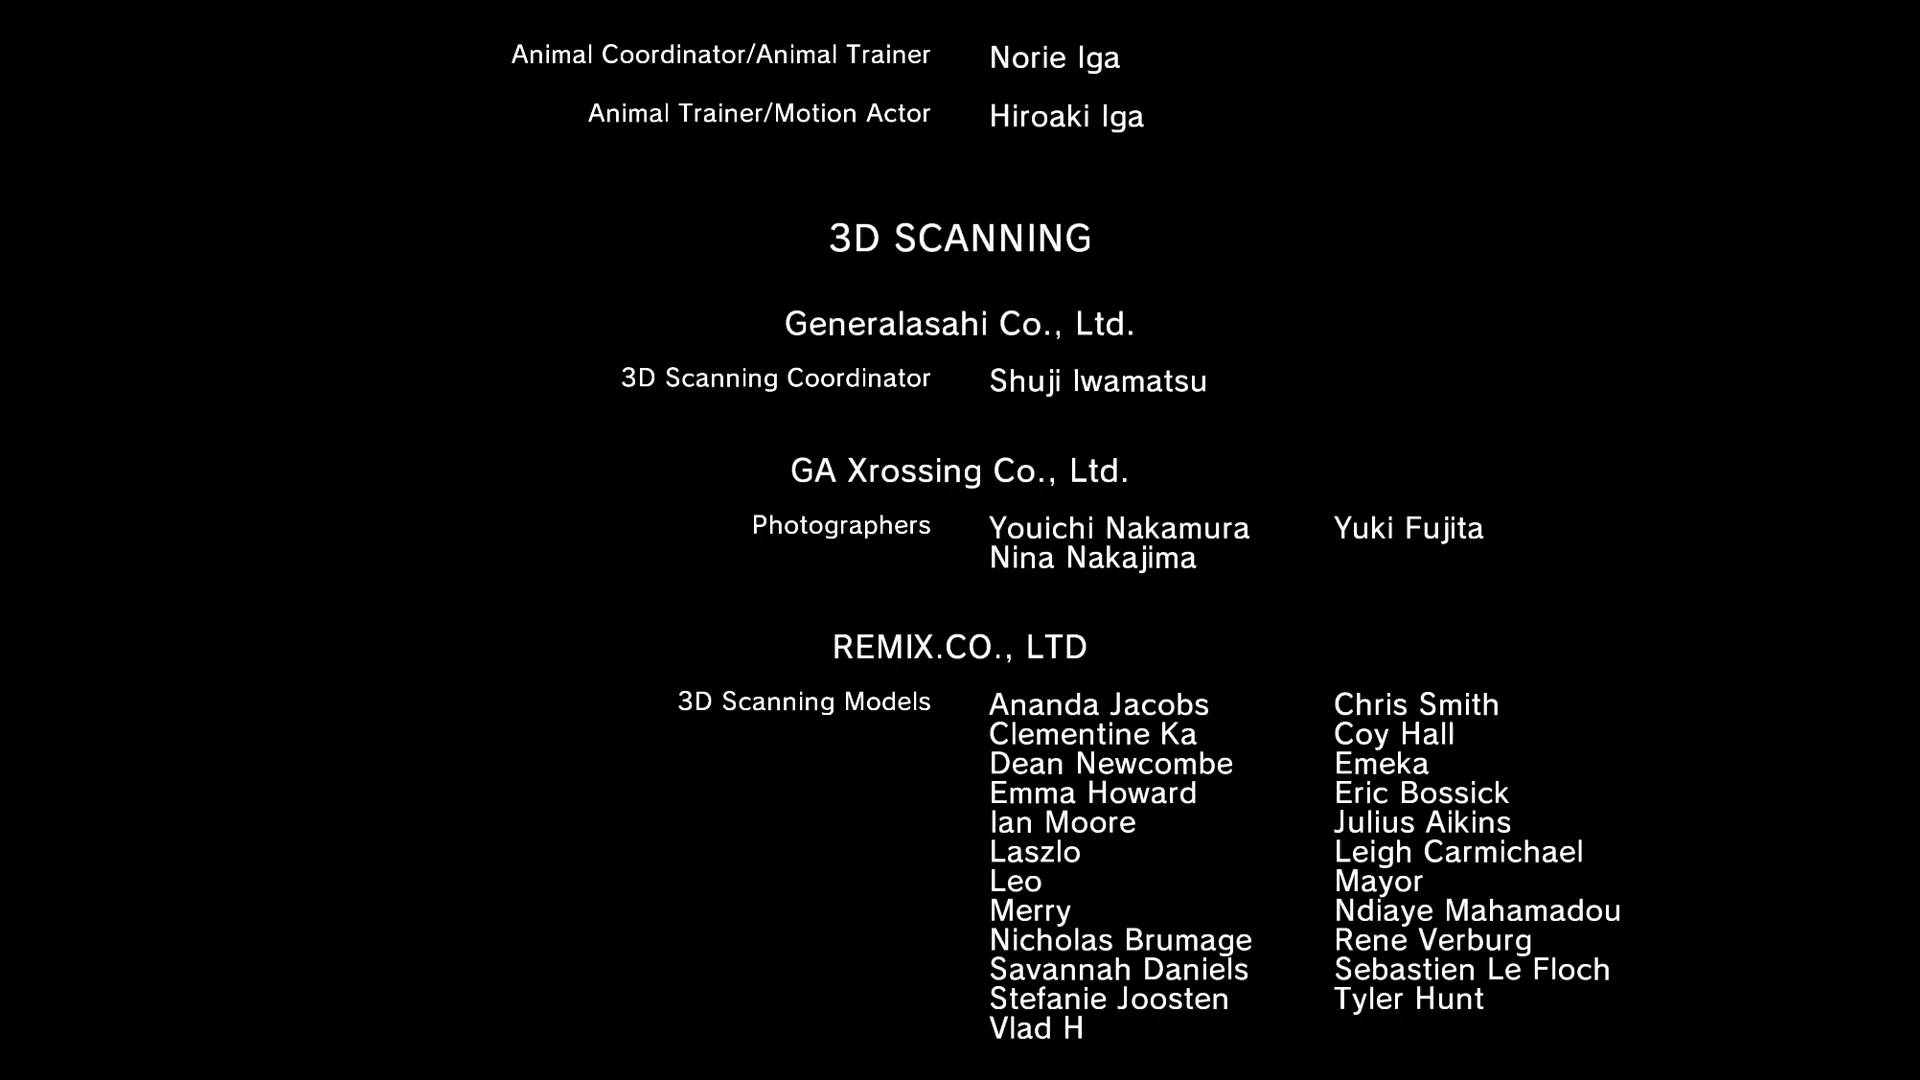 Animal Coordinator/Animal Trainer Norie Iga
Animal Trainer/Motion Actor Hiroaki Iga
3D SCANNING
Generalasahi Co., Ltd.
3D Scanning Coordinator Shuji Iwamatsu
GA Xrossing Co., Ltd.
Photographers Youichi Nakamura Yuki Fujita
Nina Nakajima
REMIX.CO., LTD
3D Scanning Models Ananda Jacobs Chris Smith
Clementine Ka Coy Hall
Dean Newcombe Emeka
Emma Howard Eric Bossick
Ian Moore Julius Aikins
Laszlo Leigh Carmichael
Leo Mayor
Merry Ndiaye Mahamadou
Nicholas Brumage Rene Verburg
Savannah Daniels Sebastien Le Floch
Stefanie Joosten Tyler Hunt
Vlad H